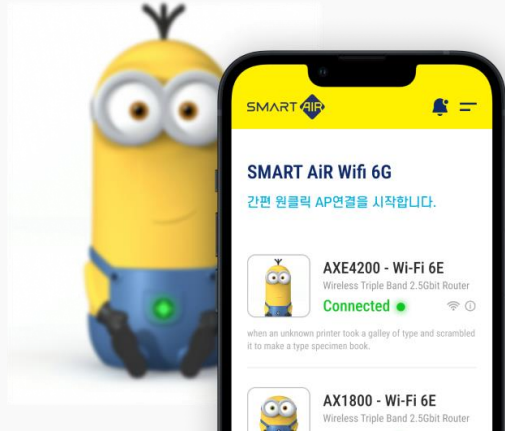 SMART AIR
SMART AiR Wifi 6G
간편 원클릭 AP연결을 시작합니다.
AXE4200 - Wi-Fi 6E
Wireless Triple Band 2.5Gbit Router
Connected
when an unknown printer took a galley of type and scrambled
it to make a type specimen book.
AX1800 - Wi-Fi 6E
Wireless Triple Band 2.5Gbit Router